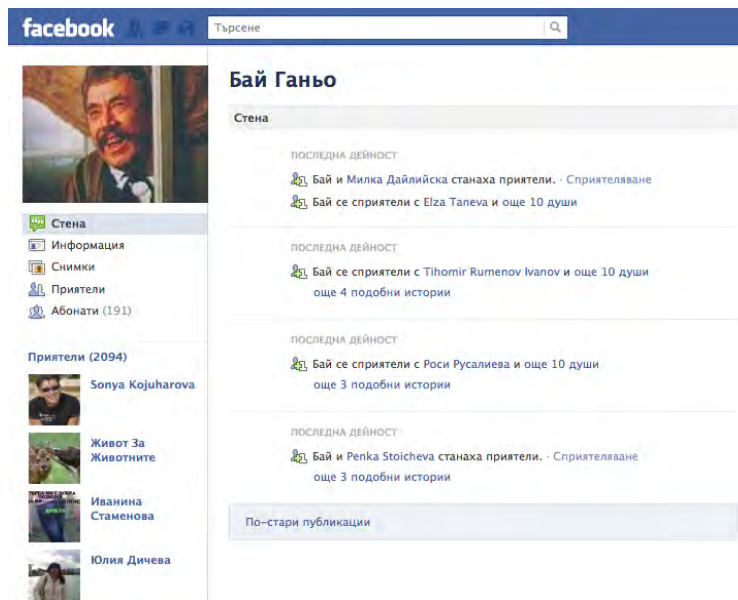 facebook
Търсене
Бай Ганьо
Стена
ПОСЛЕДНА ДЕЙНОСТ
Бай и Милка Дайлийска станаха приятели. · Сприятеляване
Бай се сприятели с Elza Taneva и още 10 души
ПОСЛЕДНА ДЕЙНОСТ
Бай се сприятели с Tihomir Rumenov Ivanov и още 10 души
още 4 подобни истории
ПОСЛЕДНА ДЕЙНОСТ
Бай се сприятели с Роси Русалиева и още 10 души
още 3 подобни истории
ПОСЛЕДНА ДЕЙНОСТ
Бай и Penka Stoicheva станаха приятели. · Сприятеляване
още 3 подобни истории
По-стари публикации
Стена
Информация
Снимки
Приятели
Абонати (191)
Приятели (2094)
Sonya Kojuharova
Живот За
Животните
Иванина
Стаменова
Юлия Дичева